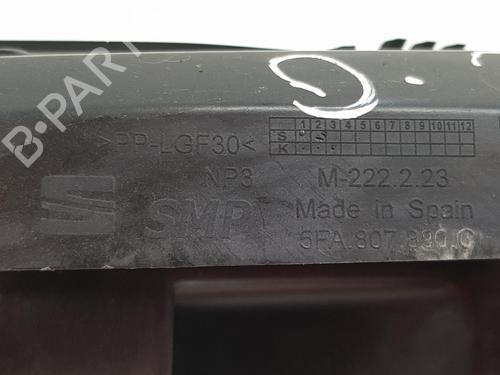 B-PARTS
>PP-LGF30<
1 2 3 4 5 6 7 8 9 10 11 12
S
K
NP3
M-222.2.23
SMP
Made in Spain
5FA.807.890.C